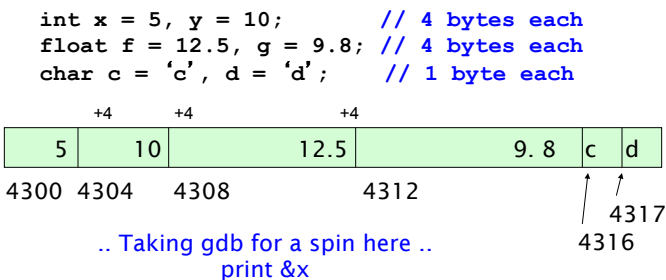 int x = 5, y = 10; // 4 bytes each
float f = 12.5, g = 9.8; // 4 bytes each
char c = ‘c’, d = ‘d’; // 1 byte each
+4 +4 +4
5 10 12.5 9. 8 c d
4300 4304 4308 4312
4317
4316
.. Taking gdb for a spin here ..
print &x